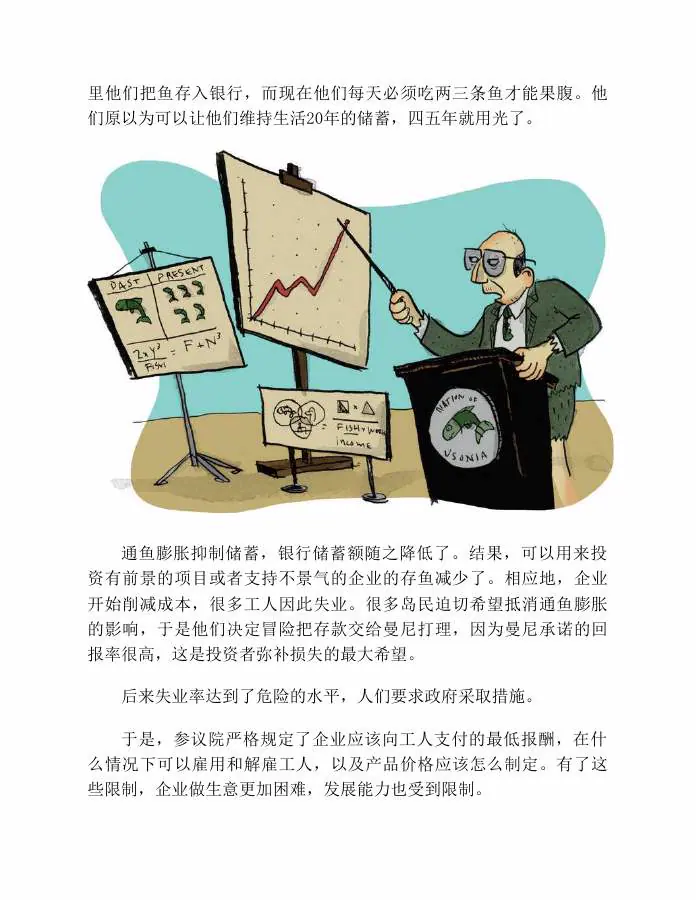 里他们把鱼存入银行，而现在他们每天必须吃两三条鱼才能果腹。他
们原以为可以让他们维持生活20年的储蓄，四五年就用光了。
PAST PRESENT
2xY³ = F+N³
FISH
NATION OF
USONIA
FISH+
INCOME
通鱼膨胀抑制储蓄，银行储蓄额随之降低了。结果，可以用来投
资有前景的项目或者支持不景气的企业的存鱼减少了。相应地，企业
开始削减成本，很多工人因此失业。很多岛民迫切希望抵消通鱼膨胀
的影响，于是他们决定冒险把存款交给曼尼打理，因为曼尼承诺的回
报率很高，这是投资者弥补损失的最大希望。
后来失业率达到了危险的水平，人们要求政府采取措施。
于是，参议院严格规定了企业应该向工人支付的最低报酬，在什
么情况下可以雇用和解雇工人，以及产品价格应该怎么制定。有了这
些限制，企业做生意更加困难，发展能力也受到限制。